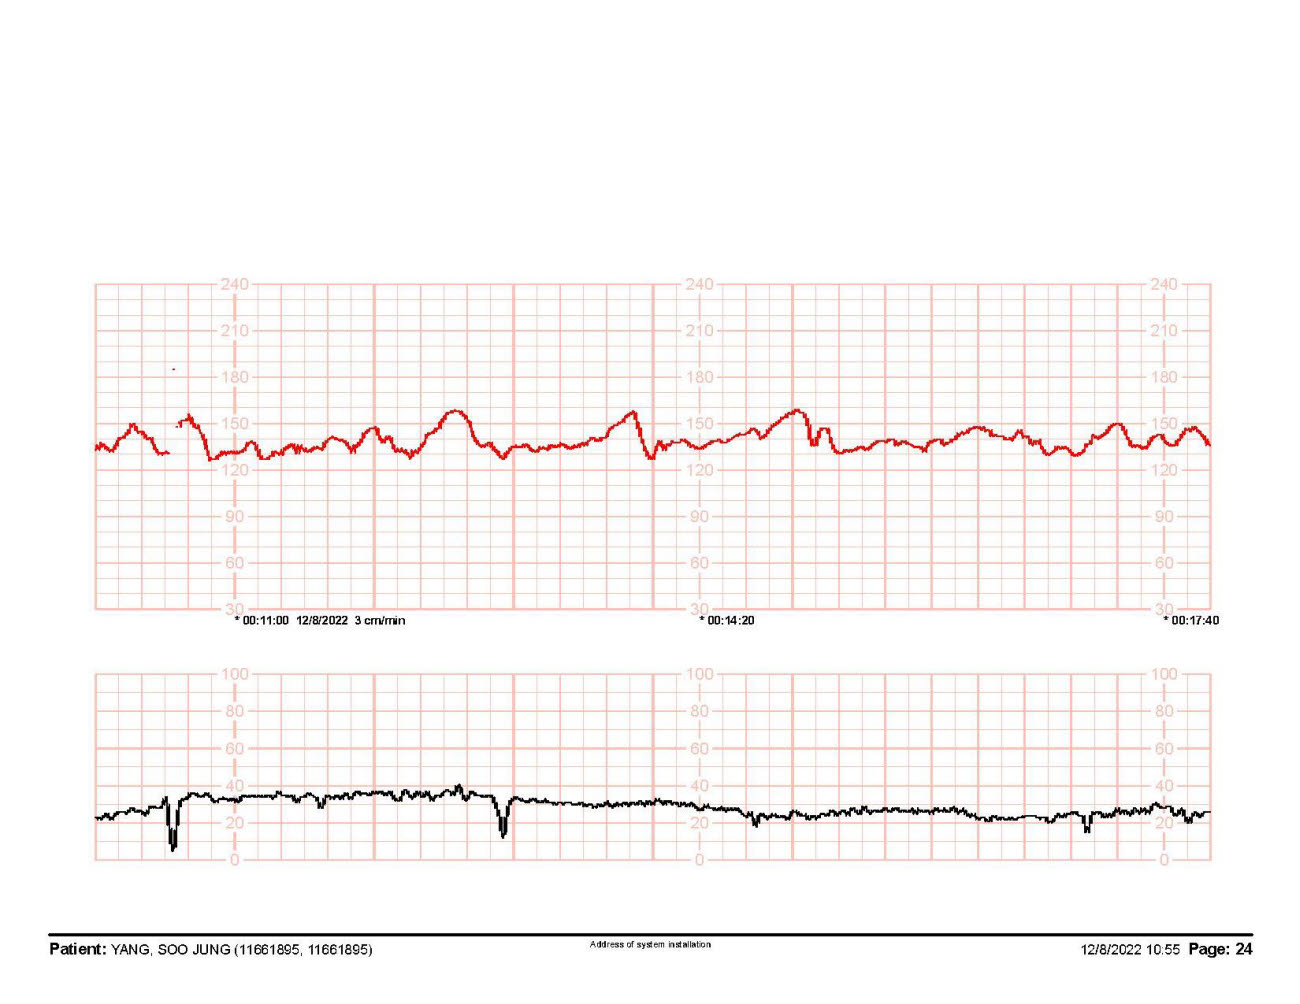 240 240 240
210 210 210
180 180 180
150 150 150
120 120 120
90 90 90
60 60 60
30 30 30
* 00:11:00 12/8/2022 3 cm/min * 00:14:20 * 00:17:40
100 100 100
80 80 80
60 60 60
40 40 40
20 20 20
0 0 0
Patient: YANG, SOO JUNG (11661895, 11661895) Address of system installation 12/8/2022 10:55 Page: 24